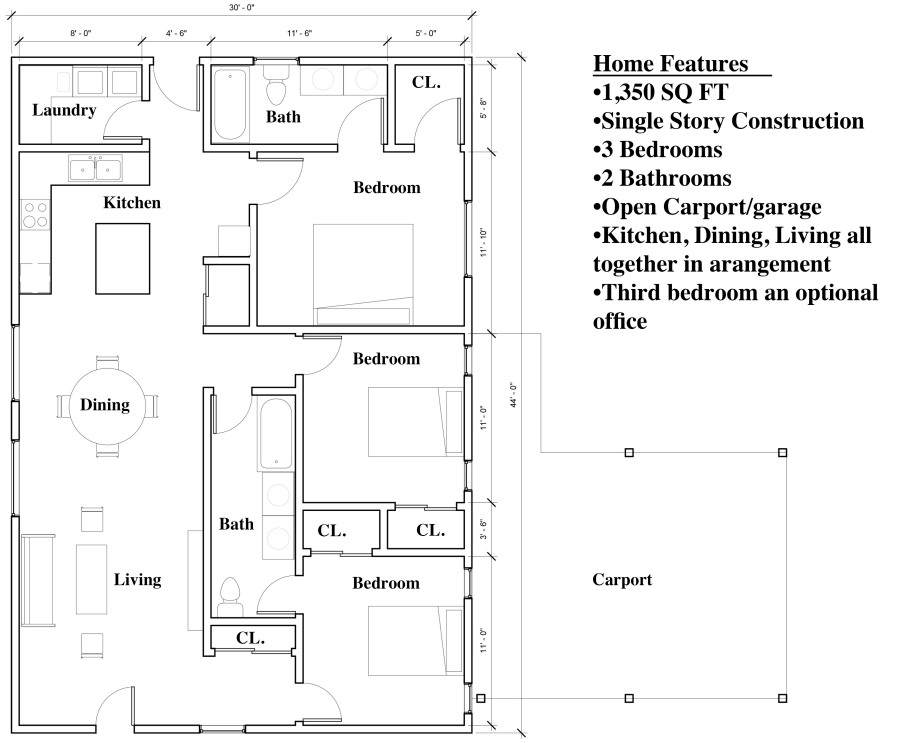 30' - 0"
8' - 0"
4' - 6"
11' - 6"
5' - 0"
Home Features
•1,350 SQ FT
•Single Story Construction
•3 Bedrooms
•2 Bathrooms
•Open Carport/garage
•Kitchen, Dining, Living all
together in arangement
•Third bedroom an optional
office
Laundry
Bath
CL.
5' - 8"
Kitchen
Bedroom
11' - 10"
Bedroom
Dining
44' - 0"
11' - 0"
Bath
CL.
CL.
3' - 6"
Living
Bedroom
Carport
CL.
11' - 0"